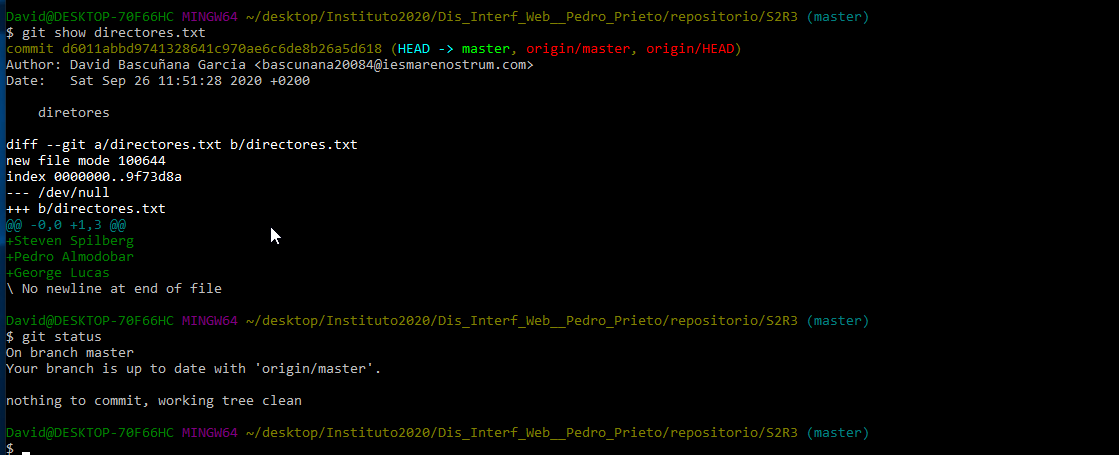 David@DESKTOP-70F66HC MINGW64 ~/desktop/Instituto2020/Dis_Interf_Web__Pedro_Prieto/repositorio/S2R3 (master)
$ git show directores.txt
commit d6011abbd9741328641c970ae6c6de8b26a5d618 (HEAD -> master, origin/master, origin/HEAD)
Author: David Bascuñana Garcia <bascunana20084@iesmarenostrum.com>
Date:   Sat Sep 26 11:51:28 2020 +0200
    diretores
diff --git a/directores.txt b/directores.txt
new file mode 100644
index 0000000..9f73d8a
--- /dev/null
+++ b/directores.txt
@@ -0,0 +1,3 @@
+Steven Spilberg
+Pedro Almodobar
+George Lucas
\ No newline at end of file
David@DESKTOP-70F66HC MINGW64 ~/desktop/Instituto2020/Dis_Interf_Web__Pedro_Prieto/repositorio/S2R3 (master)
$ git status
On branch master
Your branch is up to date with 'origin/master'.
nothing to commit, working tree clean
David@DESKTOP-70F66HC MINGW64 ~/desktop/Instituto2020/Dis_Interf_Web__Pedro_Prieto/repositorio/S2R3 (master)
$